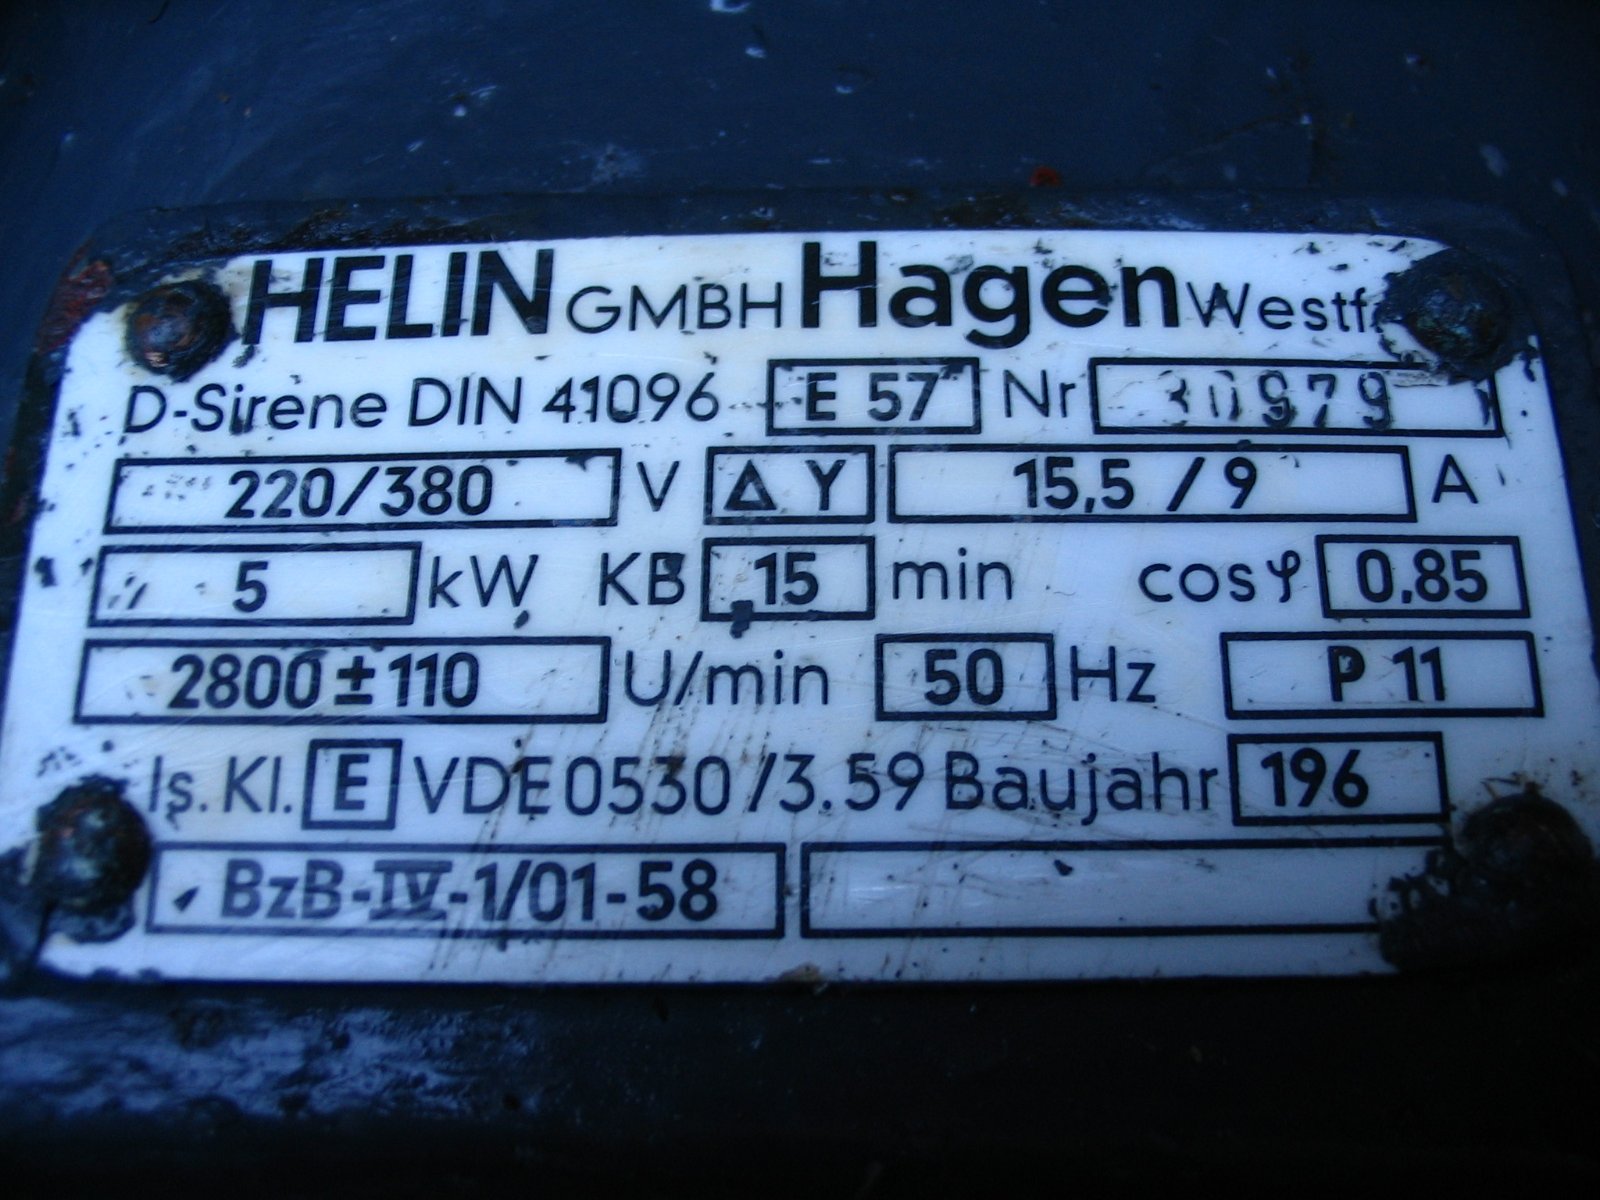 HELIN GMBH Hagen Westf.
D-Sirene DIN 41096 E 57 Nr 30979
220/380 V Δ Y 15,5 / 9 A
5 kW KB 15 min cos φ 0,85
2800 ± 110 U/min 50 Hz P 11
Is. Kl. E VDE 0530/3.59 Baujahr 196
BzB-IV-1/01-58